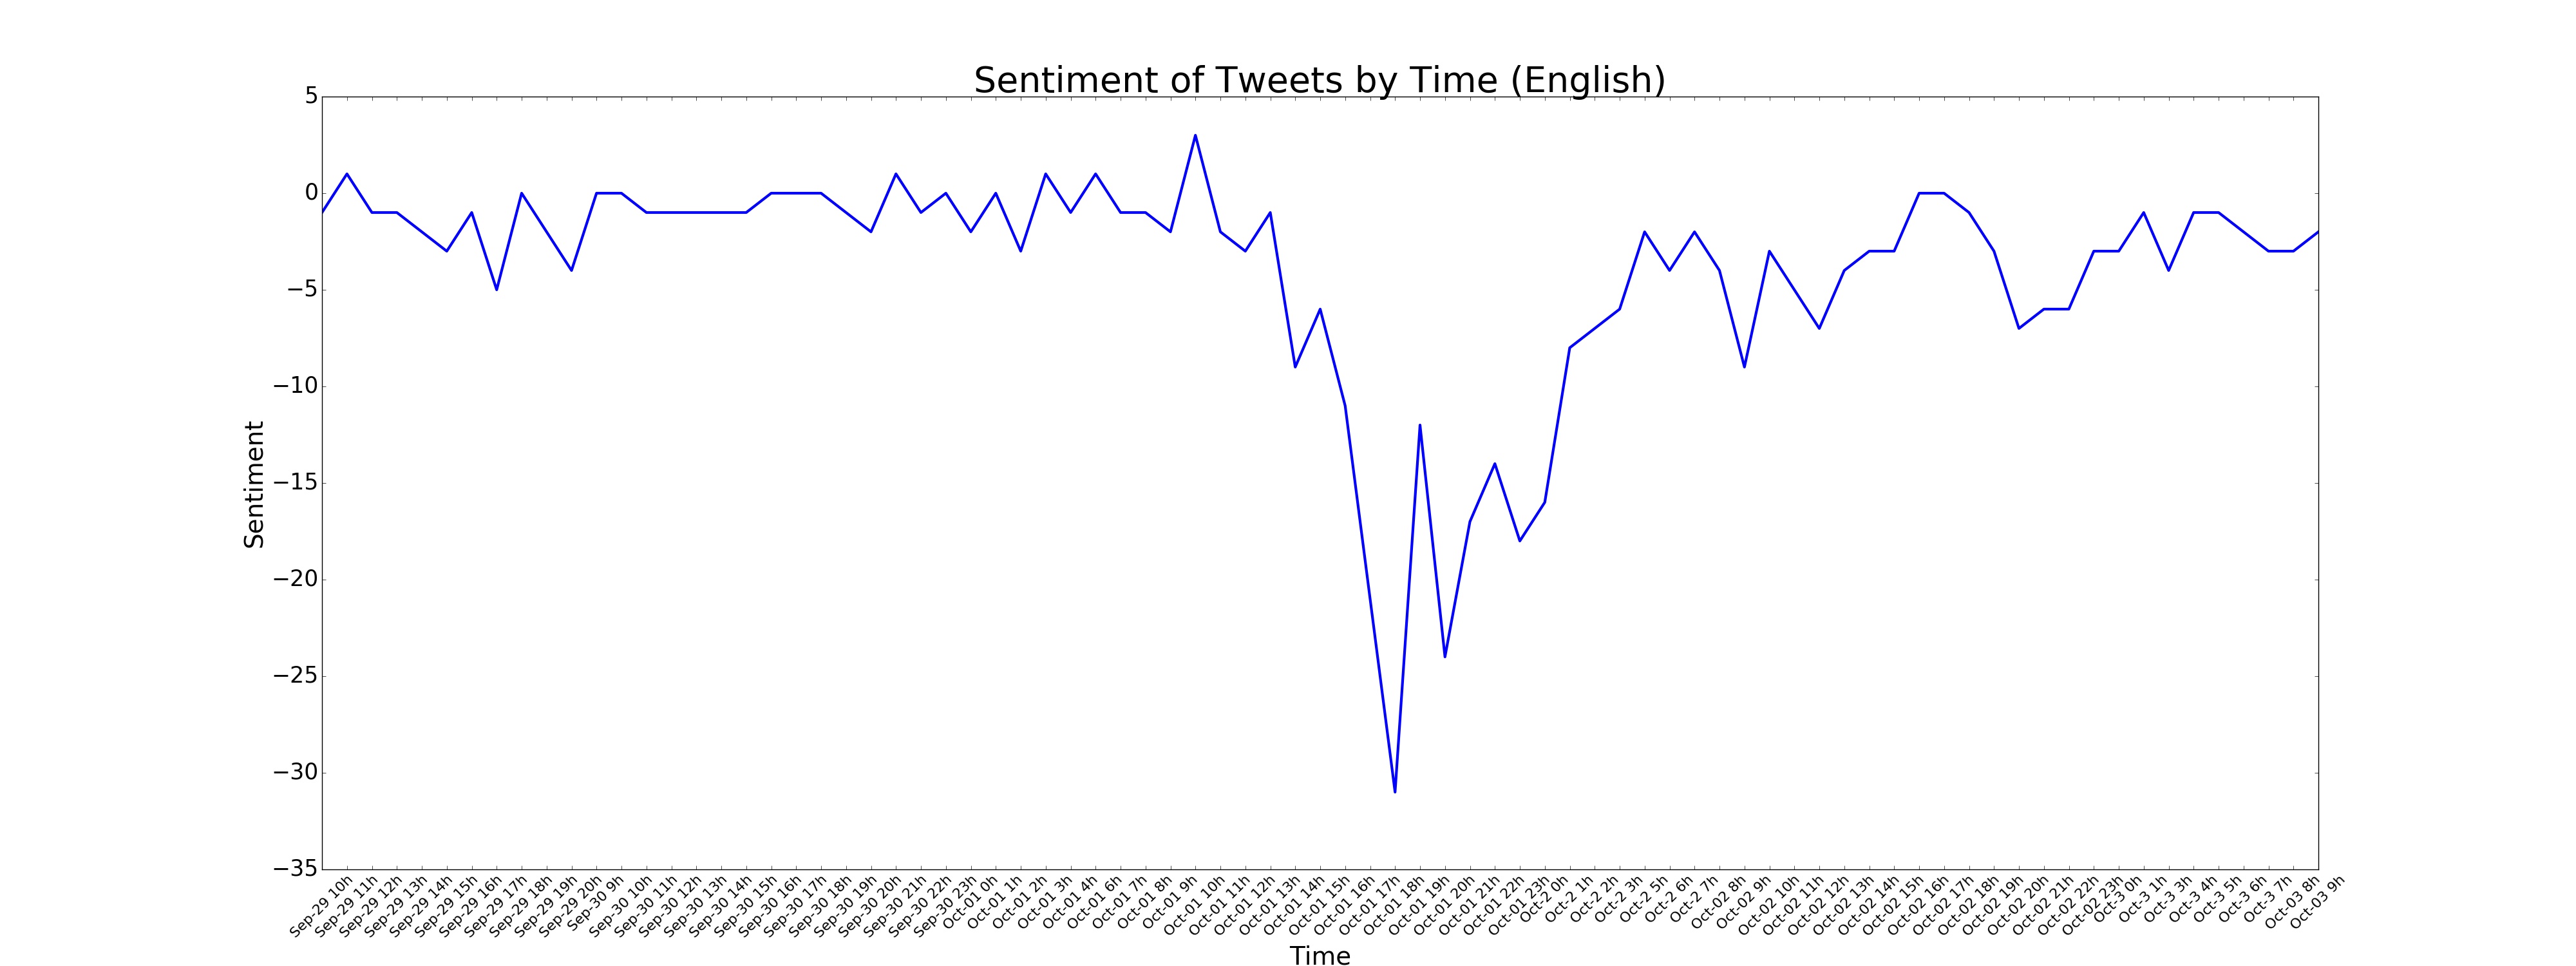 Sentiment of Tweets by Time (English)
5
0
−5
−10
−15
−20
−25
−30
−35
Sentiment
Sep-29 10h
Sep-29 11h
Sep-29 12h
Sep-29 13h
Sep-29 14h
Sep-29 15h
Sep-29 16h
Sep-29 17h
Sep-29 18h
Sep-29 19h
Sep-29 20h
Sep-30 9h
Sep-30 10h
Sep-30 11h
Sep-30 12h
Sep-30 13h
Sep-30 14h
Sep-30 15h
Sep-30 16h
Sep-30 17h
Sep-30 18h
Sep-30 19h
Sep-30 20h
Sep-30 21h
Sep-30 22h
Sep-30 23h
Oct-01 0h
Oct-01 1h
Oct-01 2h
Oct-01 3h
Oct-01 4h
Oct-01 6h
Oct-01 7h
Oct-01 8h
Oct-01 9h
Oct-01 10h
Oct-01 11h
Oct-01 12h
Oct-01 13h
Oct-01 14h
Oct-01 15h
Oct-01 16h
Oct-01 17h
Oct-01 18h
Oct-01 19h
Oct-01 20h
Oct-01 21h
Oct-01 22h
Oct-01 23h
Oct-2 0h
Oct-2 1h
Oct-2 2h
Oct-2 3h
Oct-2 5h
Oct-2 6h
Oct-2 7h
Oct-02 8h
Oct-02 9h
Oct-02 10h
Oct-02 11h
Oct-02 12h
Oct-02 13h
Oct-02 14h
Oct-02 15h
Oct-02 16h
Oct-02 17h
Oct-02 18h
Oct-02 19h
Oct-02 20h
Oct-02 21h
Oct-02 22h
Oct-02 23h
Oct-3 0h
Oct-3 1h
Oct-3 3h
Oct-3 4h
Oct-3 5h
Oct-3 6h
Oct-3 7h
Oct-03 8h
Oct-03 9h
Time